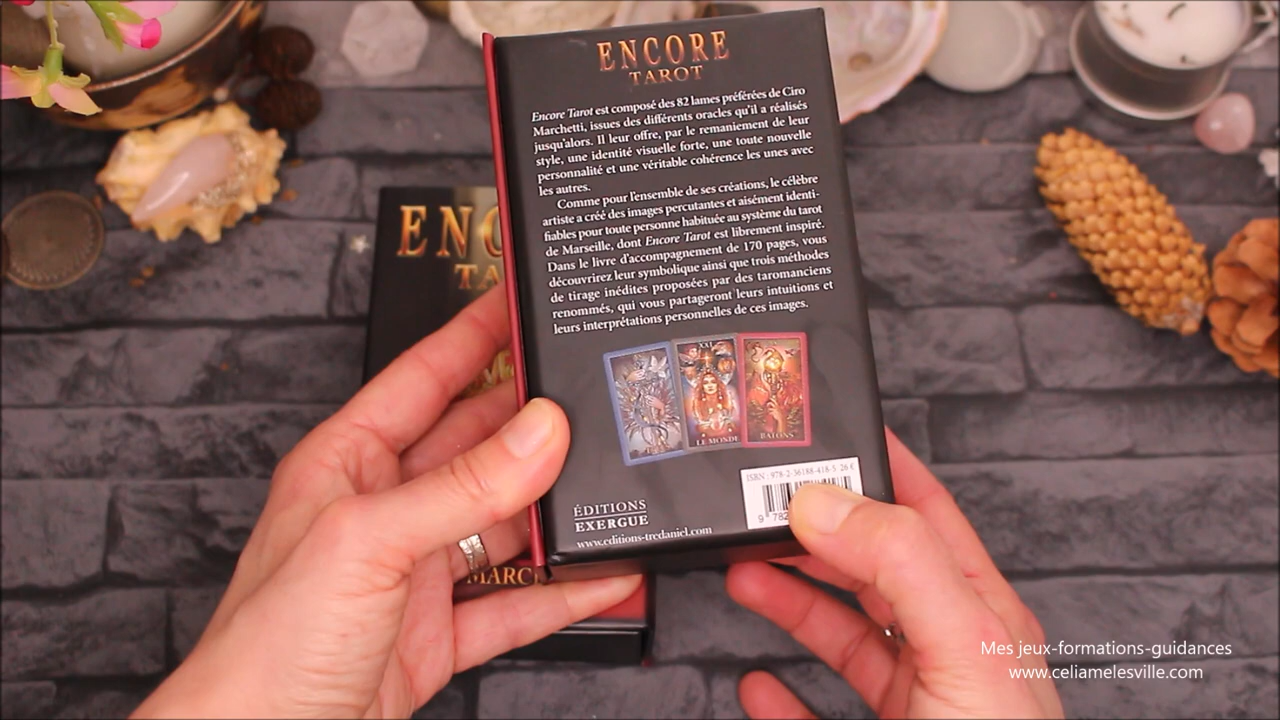 ENCORE
TAROT
Encore Tarot est composé des 82 lames préférées de Ciro
Marchetti, issues des différents oracles qu'il a réalisés
jusqu'alors. Il leur offre, par le remaniement de leur
style, une identité visuelle forte, une toute nouvelle
personnalité et une véritable cohérence les unes avec
les autres.
Comme pour l'ensemble de ses créations, le célèbre
artiste a créé des images percutantes et aisément identi-
fiables pour toute personne habituée au système du tarot
de Marseille, dont Encore Tarot est librement inspiré.
Dans le livre d'accompagnement de 170 pages, vous
découvrirez leur symbolique ainsi que trois méthodes
de tirage inédites proposées par des taromanciens
renommés, qui vous partageront leurs intuitions et
leurs interprétations personnelles de ces images.
XXI
LE MONDE
BATONS
ISBN : 978-2-36188-418-5 26 €
9 782
ÉDITIONS
EXERGUE
www.editions-tredaniel.com
ENC
TA
MARC
Mes jeux-formations-guidances
www.celiamelesville.com